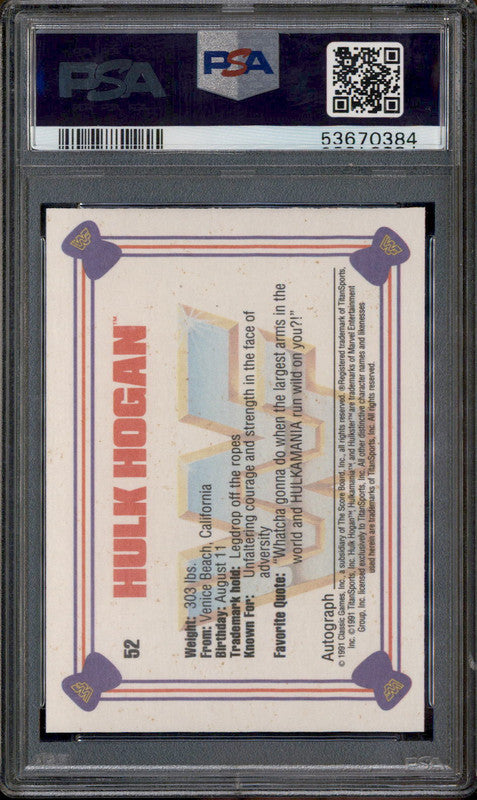 PSA
PSA
53670384
52
HULK HOGAN™
Weight: 303 lbs.
From: Venice Beach, California
Birthday: August 11
Trademark hold: Legdrop off the ropes
Known For: Unfaltering courage and strength in the face of
adversity
Favorite Quote: "Whatcha gonna do when the largest arms in the
world and HULKAMANIA run wild on you?!"
Autograph
© 1991 Classic Games, Inc., a subsidiary of The Score Board, Inc., all rights reserved. ®Registered trademark of TitanSports,
Inc. ©1991 TitanSports, Inc. Hulk Hogan™ Hulkamania™ and Hulkster™ are trademarks of Marvel Entertainment
Group, Inc. licensed exclusively to TitanSports, Inc. All other distinctive character names and likenesses
used herein are trademarks of TitanSports, Inc. All rights reserved.
PSA